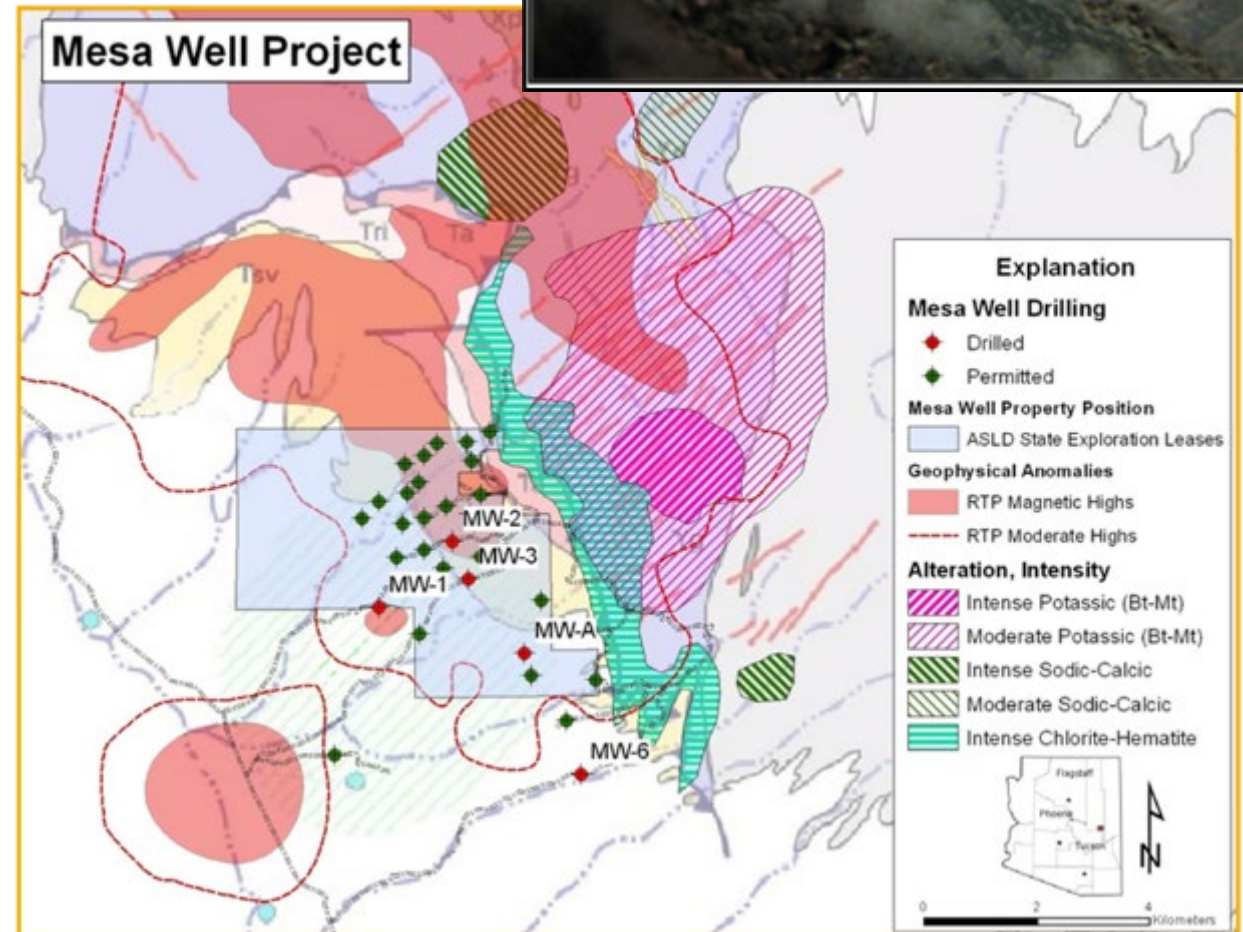 Mesa Well Project
Tri
Ta
Tsv
MW-2
MW-3
MW-1
MW-A
MW-6
Explanation
Mesa Well Drilling
Drilled
Permitted
Mesa Well Property Position
ASLD State Exploration Leases
Geophysical Anomalies
RTP Magnetic Highs
RTP Moderate Highs
Alteration, Intensity
Intense Potassic (Bt-Mt)
Moderate Potassic (Bt-Mt)
Intense Sodic-Calcic
Moderate Sodic-Calcic
Intense Chlorite-Hematite
Flagstaff
Phoenix
Tucson
N
0 2 4
Kilometers